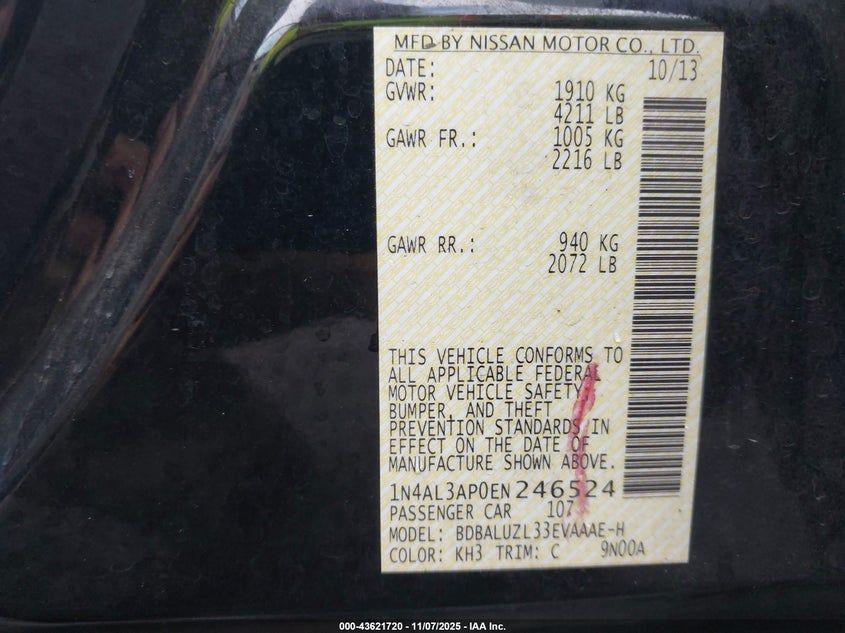 MFD BY NISSAN MOTOR CO., LTD.
DATE: 10/13
GVWR: 1910 KG
4211 LB
GAWR FR.: 1005 KG
2216 LB
GAWR RR.: 940 KG
2072 LB
THIS VEHICLE CONFORMS TO
ALL APPLICABLE FEDERAL
MOTOR VEHICLE SAFETY,
BUMPER, AND THEFT
PREVENTION STANDARDS IN
EFFECT ON THE DATE OF
MANUFACTURE SHOWN ABOVE.
1N4AL3AP0EN246524
PASSENGER CAR 107
MODEL: BDBALUZL33EVAAAE-H
COLOR: KH3 TRIM: C 9N00A
000-43621720 — 11/07/2025 — IAA Inc.